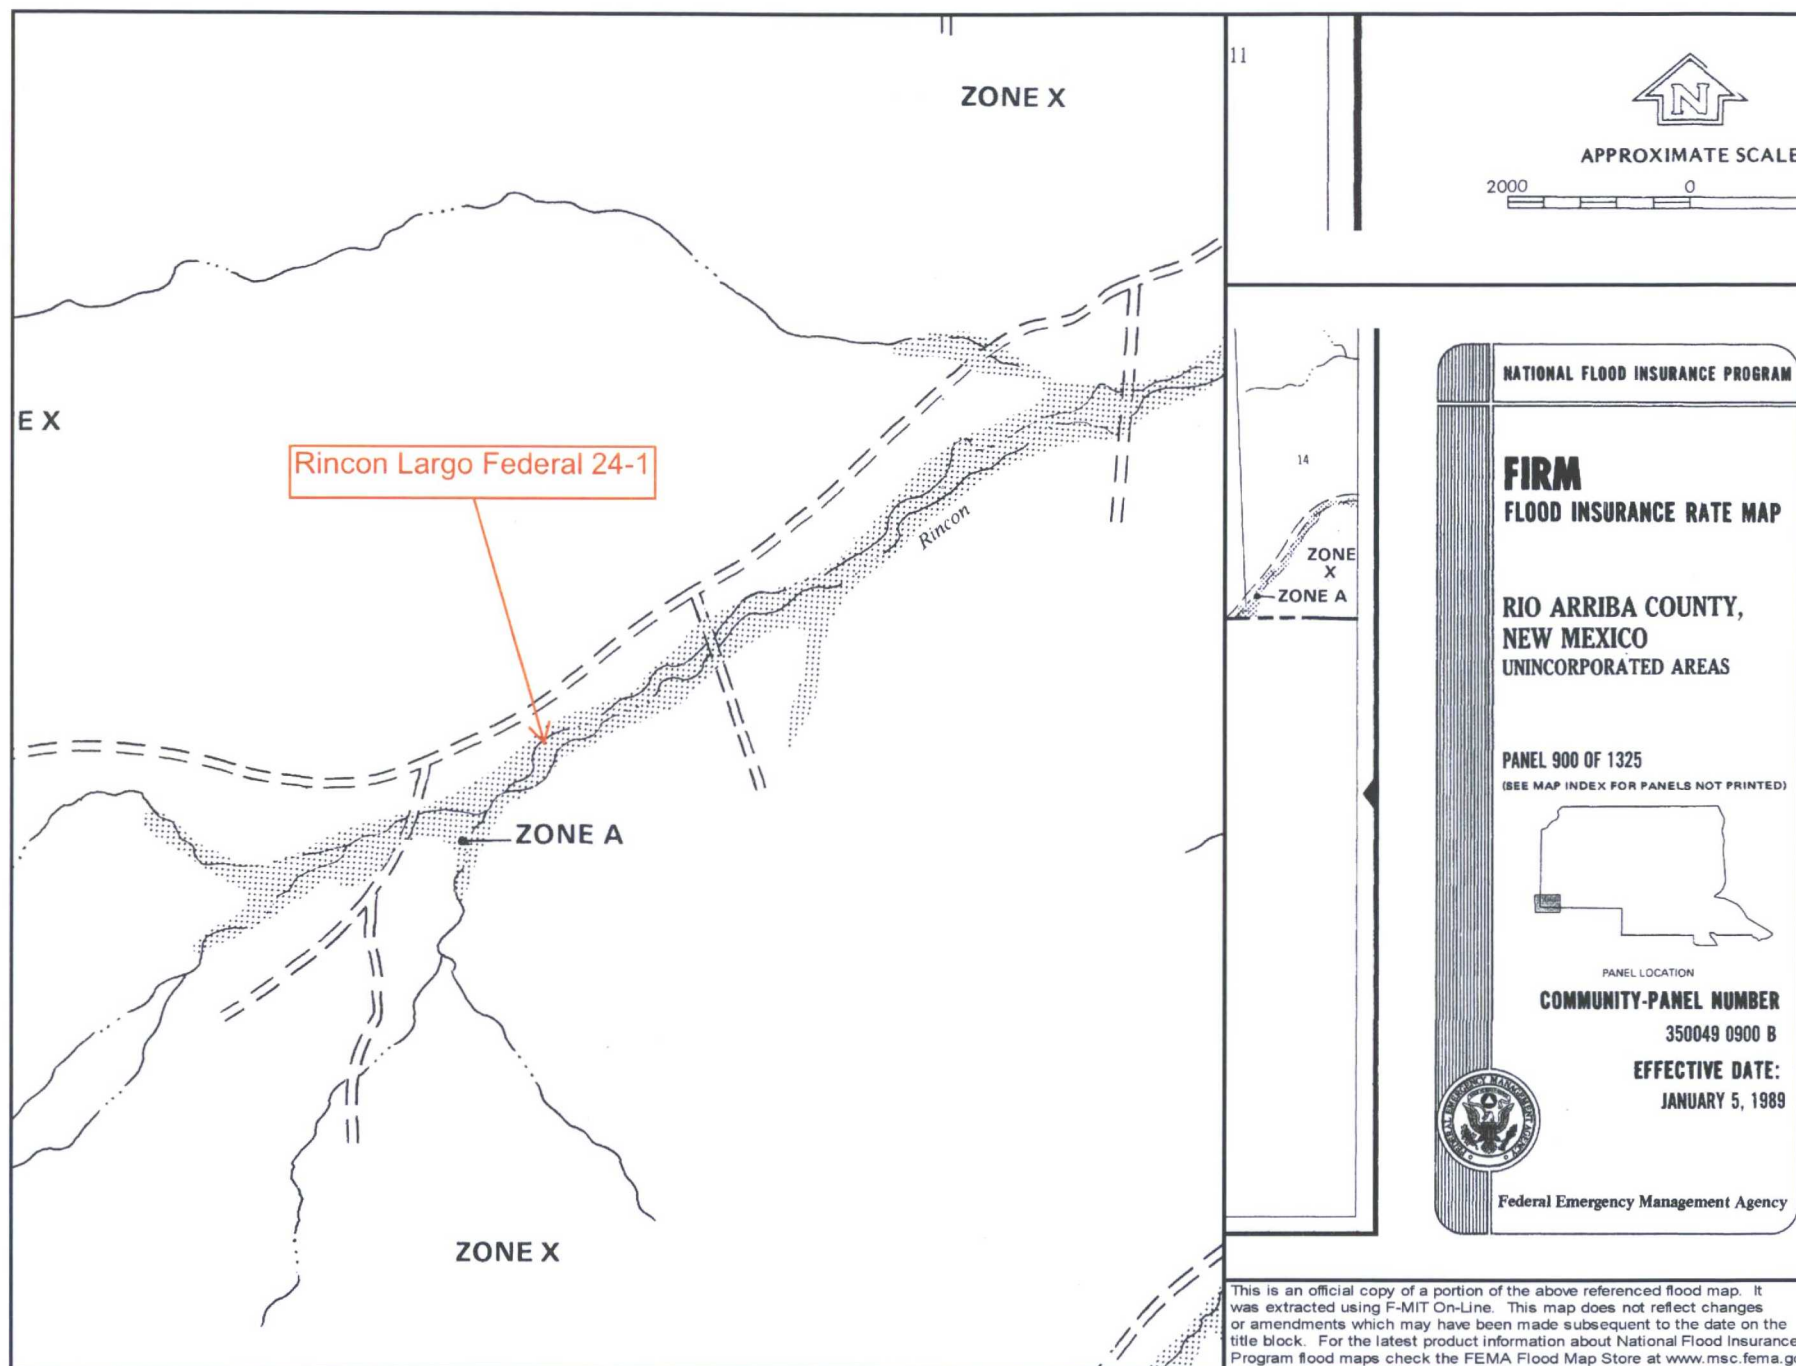 ZONE X
E X
Rincon Largo Federal 24-1
Rincon
ZONE A
ZONE X
11
N
APPROXIMATE SCALE
2000 0
14
ZONE
X
ZONE A
NATIONAL FLOOD INSURANCE PROGRAM
FIRM
FLOOD INSURANCE RATE MAP
RIO ARRIBA COUNTY,
NEW MEXICO
UNINCORPORATED AREAS
PANEL 900 OF 1325
(SEE MAP INDEX FOR PANELS NOT PRINTED)
PANEL LOCATION
COMMUNITY-PANEL NUMBER
350049 0900 B
EFFECTIVE DATE:
JANUARY 5, 1989
FEDERAL EMERGENCY MANAGEMENT AGENCY
Federal Emergency Management Agency
This is an official copy of a portion of the above referenced flood map. It
was extracted using F-MIT On-Line. This map does not reflect changes
or amendments which may have been made subsequent to the date on the
title block. For the latest product information about National Flood Insurance
Program flood maps check the FEMA Flood Map Store at www.msc.fema.go